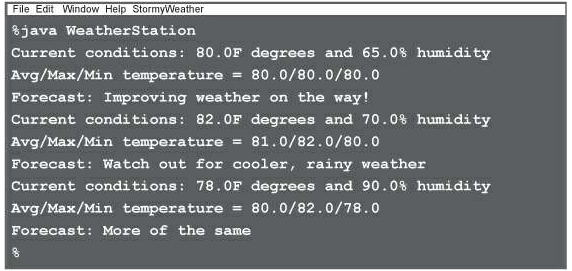 File Edit Window Help StormyWeather
%java WeatherStation
Current conditions: 80.0F degrees and 65.0% humidity
Avg/Max/Min temperature = 80.0/80.0/80.0
Forecast: Improving weather on the way!
Current conditions: 82.0F degrees and 70.0% humidity
Avg/Max/Min temperature = 81.0/82.0/80.0
Forecast: Watch out for cooler, rainy weather
Current conditions: 78.0F degrees and 90.0% humidity
Avg/Max/Min temperature = 80.0/82.0/78.0
Forecast: More of the same
%